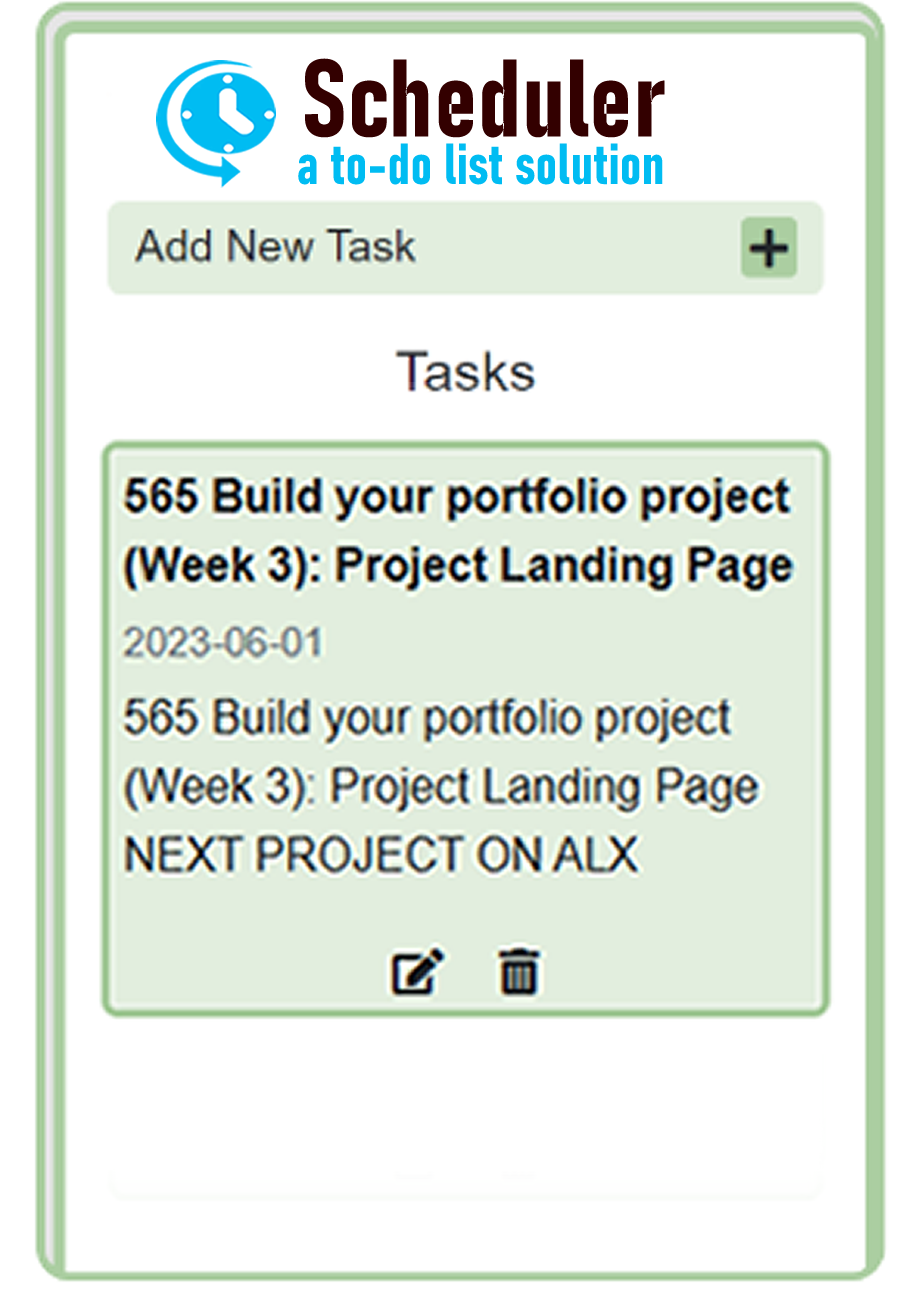 Scheduler
a to-do list solution
Add New Task
Tasks
565 Build your portfolio project
(Week 3): Project Landing Page
2023-06-01
565 Build your portfolio project
(Week 3): Project Landing Page
NEXT PROJECT ON ALX